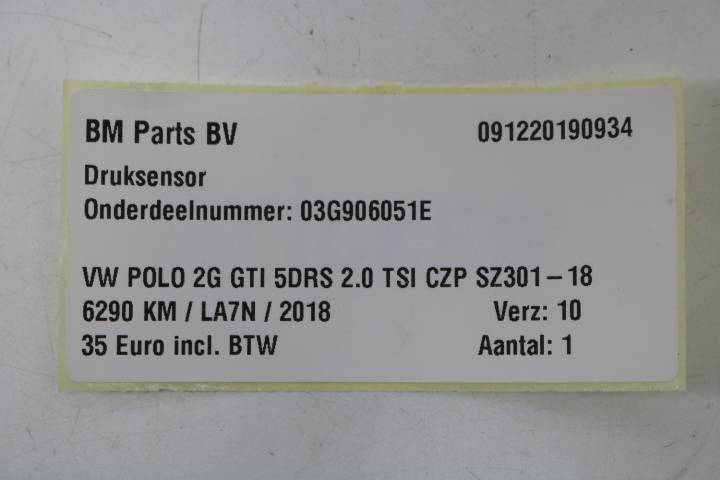 BM Parts BV 091220190934
Druksensor
Onderdeelnummer: 03G906051E
VW POLO 2G GTI 5DRS 2.0 TSI CZP SZ301-18
6290 KM / LA7N / 2018 Verz: 10
35 Euro incl. BTW Aantal: 1